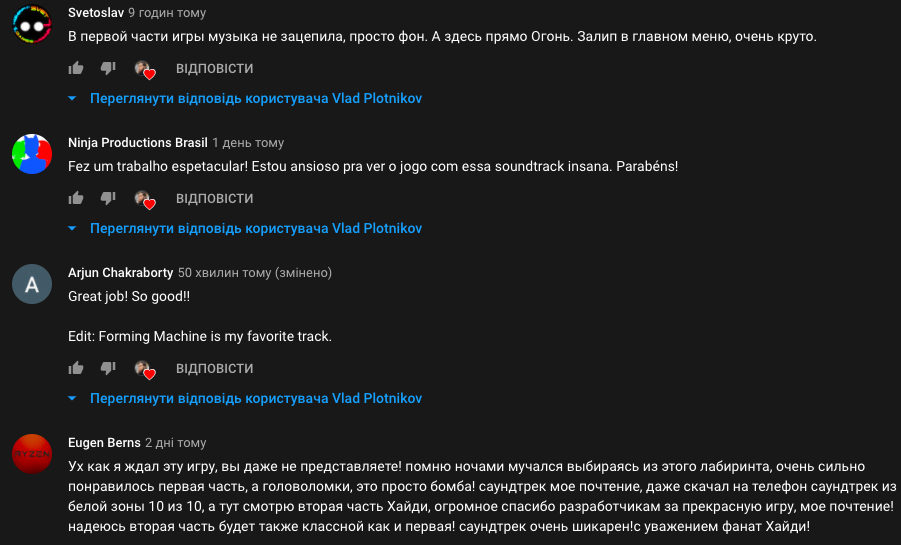 Svetoslav 9 годин тому
В первой части игры музыка не зацепила, просто фон. А здесь прямо Огонь. Залип в главном меню, очень круто.
ВІДПОВІСТИ
Переглянути відповідь користувача Vlad Plotnikov
Ninja Productions Brasil 1 день тому
Fez um trabalho espetacular! Estou ansioso pra ver o jogo com essa soundtrack insana. Parabéns!
ВІДПОВІСТИ
Переглянути відповідь користувача Vlad Plotnikov
A
Arjun Chakraborty 50 хвилин тому (змінено)
Great job! So good!!
Edit: Forming Machine is my favorite track.
ВІДПОВІСТИ
Переглянути відповідь користувача Vlad Plotnikov
RYZEN
Eugen Berns 2 дні тому
Ух как я ждал эту игру, вы даже не представляете! помню ночами мучался выбираясь из этого лабиринта, очень сильно
понравилось первая часть, а головоломки, это просто бомба! саундтрек мое почтение, даже скачал на телефон саундтрек из
белой зоны 10 из 10, а тут смотрю вторая часть Хайди, огромное спасибо разработчикам за прекрасную игру, мое почтение!
надеюсь вторая часть будет также классной как и первая! саундтрек очень шикарен!с уважением фанат Хайди!